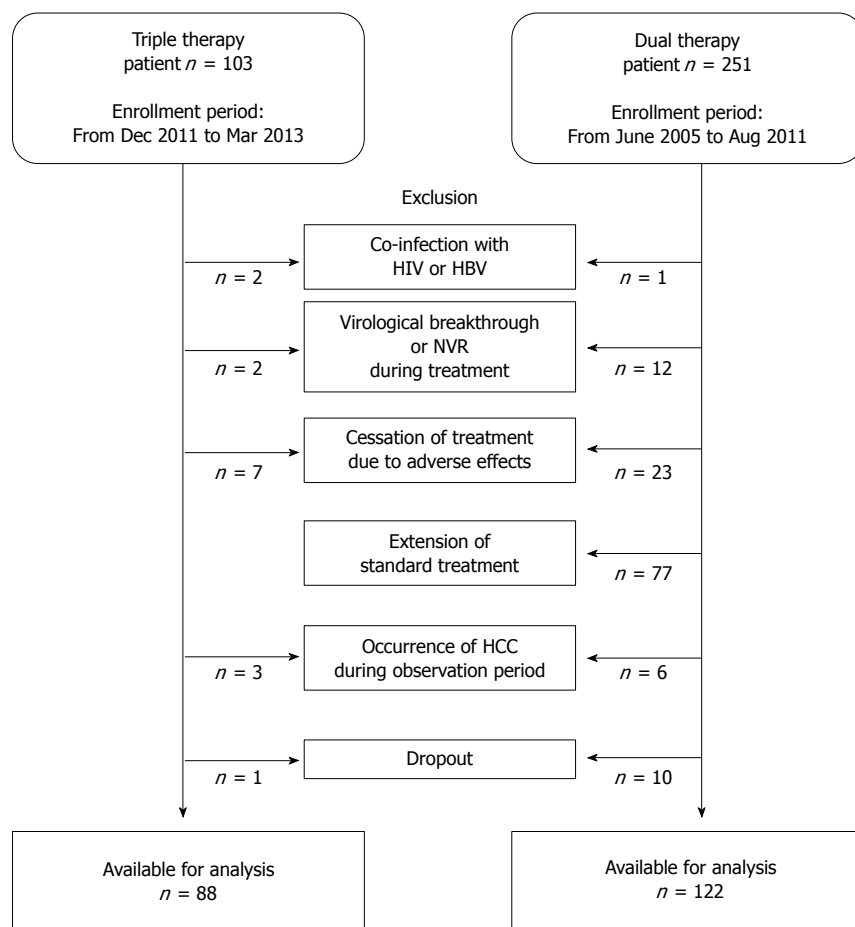 Triple therapy
patient n = 103
Enrollment period:
From Dec 2011 to Mar 2013
Dual therapy
patient n = 251
Enrollment period:
From June 2005 to Aug 2011
Exclusion
Co-infection with
HIV or HBV
n = 2
n = 1
Virological breakthrough
or NVR
during treatment
n = 2
n = 12
Cessation of treatment
due to adverse effects
n = 7
n = 23
Extension of
standard treatment
n = 77
Occurrence of HCC
during observation period
n = 3
n = 6
Dropout
n = 1
n = 10
Available for analysis
n = 88
Available for analysis
n = 122